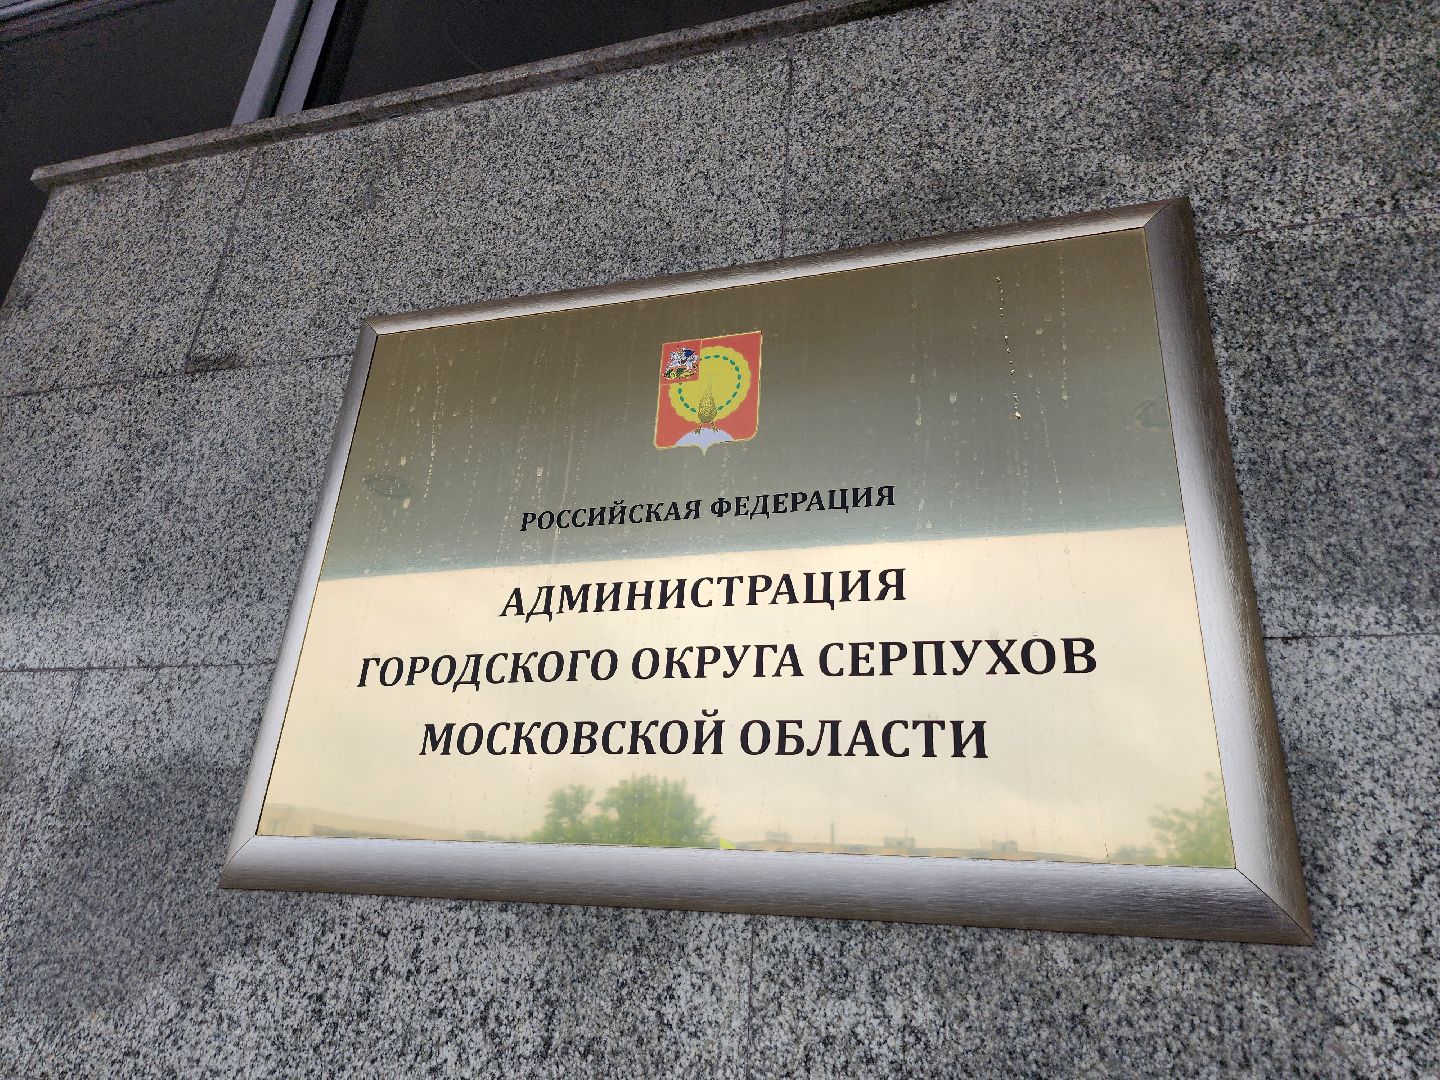 РОССИЙСКАЯ ФЕДЕРАЦИЯ
АДМИНИСТРАЦИЯ
ГОРОДСКОГО ОКРУГА СЕРПУХОВ
МОСКОВСКОЙ ОБЛАСТИ